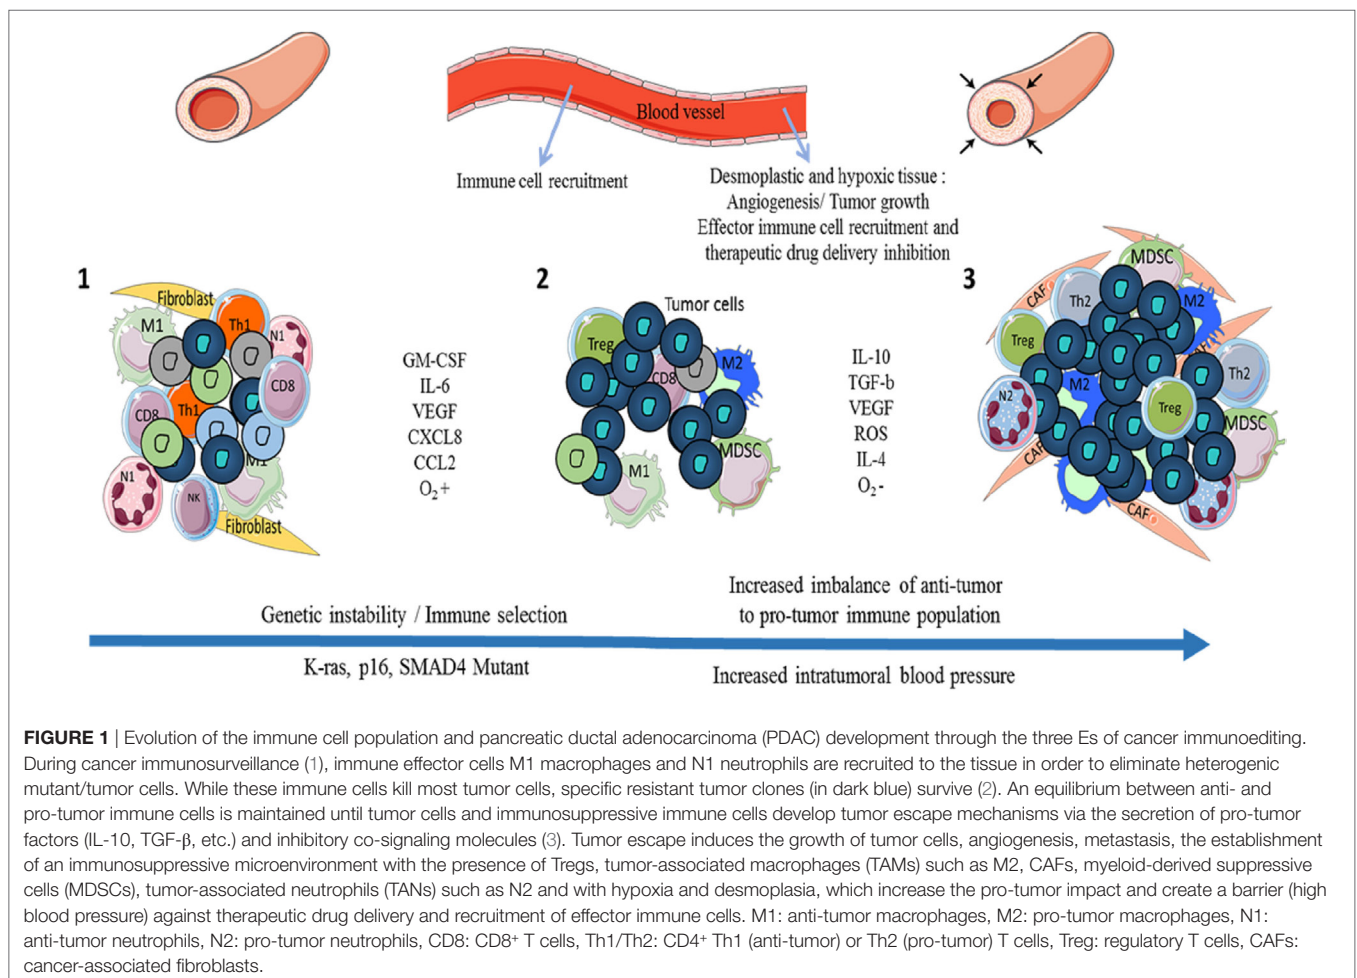 Blood vessel
Immune cell recruitment
Desmoplastic and hypoxic tissue :
Angiogenesis/ Tumor growth
Effector immune cell recruitment and
therapeutic drug delivery inhibition
1
Fibroblast
M1
Th1
N1
CD8
CD8
Th1
M1
N1
NK
Fibroblast
GM-CSF
IL-6
VEGF
CXCL8
CCL2
O₂+
2
Tumor cells
Treg
CD8
M2
MDSC
M1
IL-10
TGF-b
VEGF
ROS
IL-4
O₂-
3
MDSC
CAF
Th2
M2
Treg
AF
Th2
M2
N2
Treg
MDSC
CAF
CAF
Genetic instability / Immune selection
K-ras, p16, SMAD4 Mutant
Increased imbalance of anti-tumor
to pro-tumor immune population
Increased intratumoral blood pressure
FIGURE 1 | Evolution of the immune cell population and pancreatic ductal adenocarcinoma (PDAC) development through the three Es of cancer immunoediting.
During cancer immunosurveillance (1), immune effector cells M1 macrophages and N1 neutrophils are recruited to the tissue in order to eliminate heterogenic
mutant/tumor cells. While these immune cells kill most tumor cells, specific resistant tumor clones (in dark blue) survive (2). An equilibrium between anti- and
pro-tumor immune cells is maintained until tumor cells and immunosuppressive immune cells develop tumor escape mechanisms via the secretion of pro-tumor
factors (IL-10, TGF-β, etc.) and inhibitory co-signaling molecules (3). Tumor escape induces the growth of tumor cells, angiogenesis, metastasis, the establishment
of an immunosuppressive microenvironment with the presence of Tregs, tumor-associated macrophages (TAMs) such as M2, CAFs, myeloid-derived suppressive
cells (MDSCs), tumor-associated neutrophils (TANs) such as N2 and with hypoxia and desmoplasia, which increase the pro-tumor impact and create a barrier (high
blood pressure) against therapeutic drug delivery and recruitment of effector immune cells. M1: anti-tumor macrophages, M2: pro-tumor macrophages, N1:
anti-tumor neutrophils, N2: pro-tumor neutrophils, CD8: CD8⁺ T cells, Th1/Th2: CD4⁺ Th1 (anti-tumor) or Th2 (pro-tumor) T cells, Treg: regulatory T cells, CAFs:
cancer-associated fibroblasts.